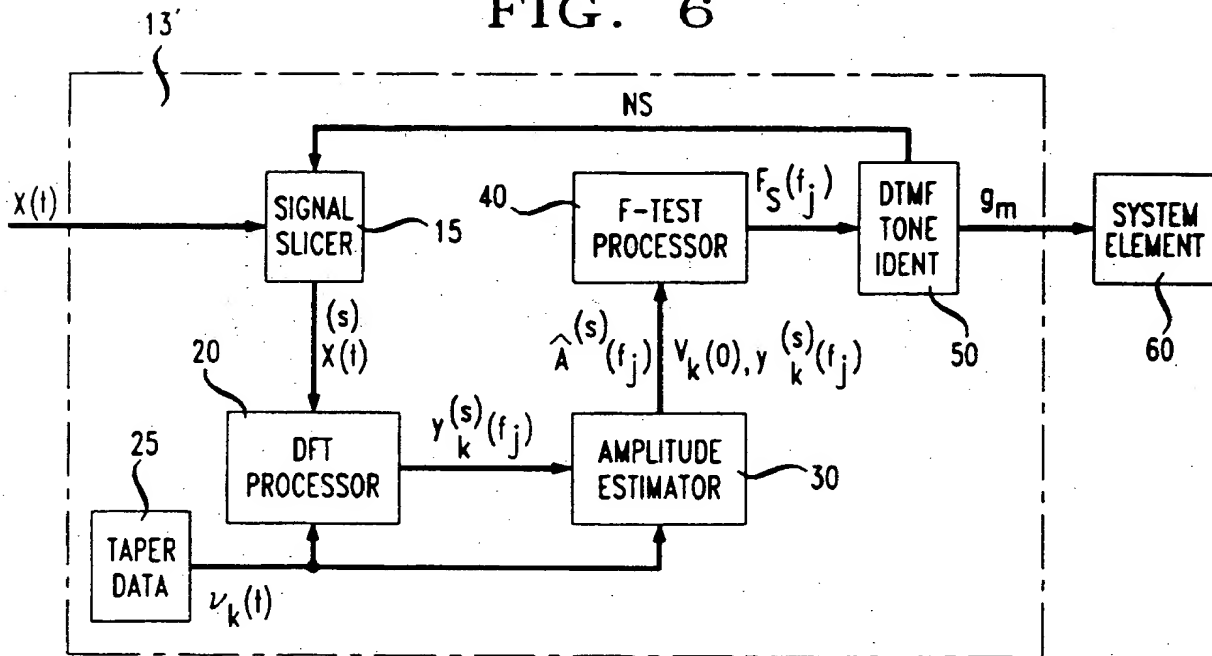 FIG. 6
13'
NS
X(t)
SIGNAL
SLICER
15
40
F-TEST
PROCESSOR
F_S(f_j)
DTMF
TONE
IDENT
50
g_m
SYSTEM
ELEMENT
60
(s)
X(t)
20
DFT
PROCESSOR
y_k^(s)(f_j)
Â^(s)(f_j)
V_k(0), y_k^(s)(f_j)
AMPLITUDE
ESTIMATOR
30
25
TAPER
DATA
ν_k(t)